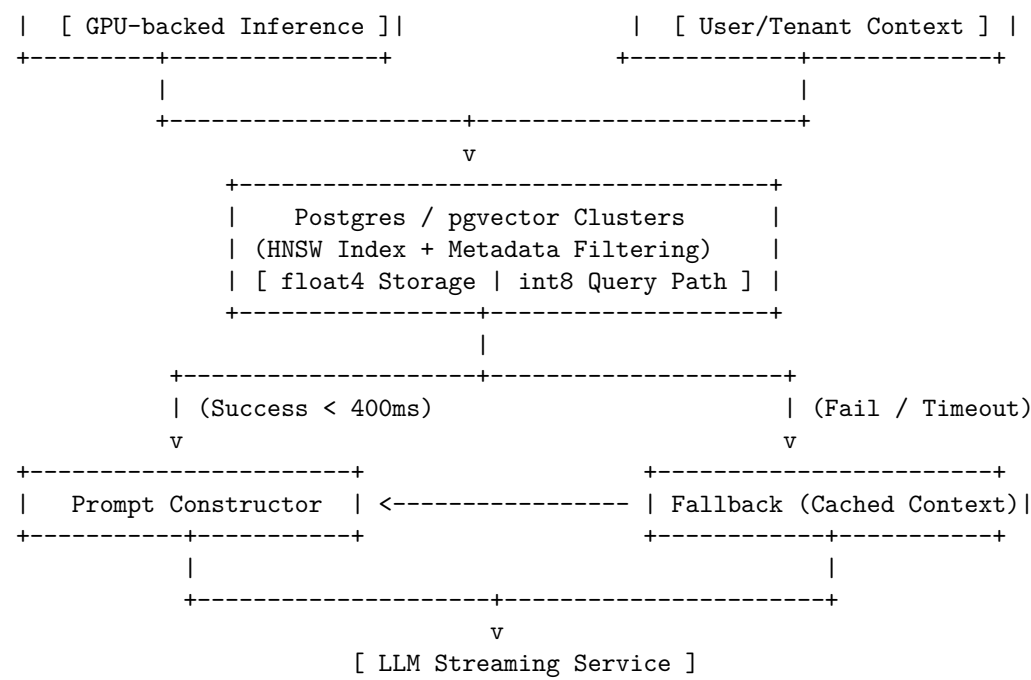 [ GPU-backed Inference ] [ User/Tenant Context ]
v
Postgres / pgvector Clusters
(HNSW Index + Metadata Filtering)
[ float4 Storage | int8 Query Path ]
(Success < 400ms) (Fail / Timeout)
v v
Prompt Constructor <----------------- Fallback (Cached Context)
v
[ LLM Streaming Service ]